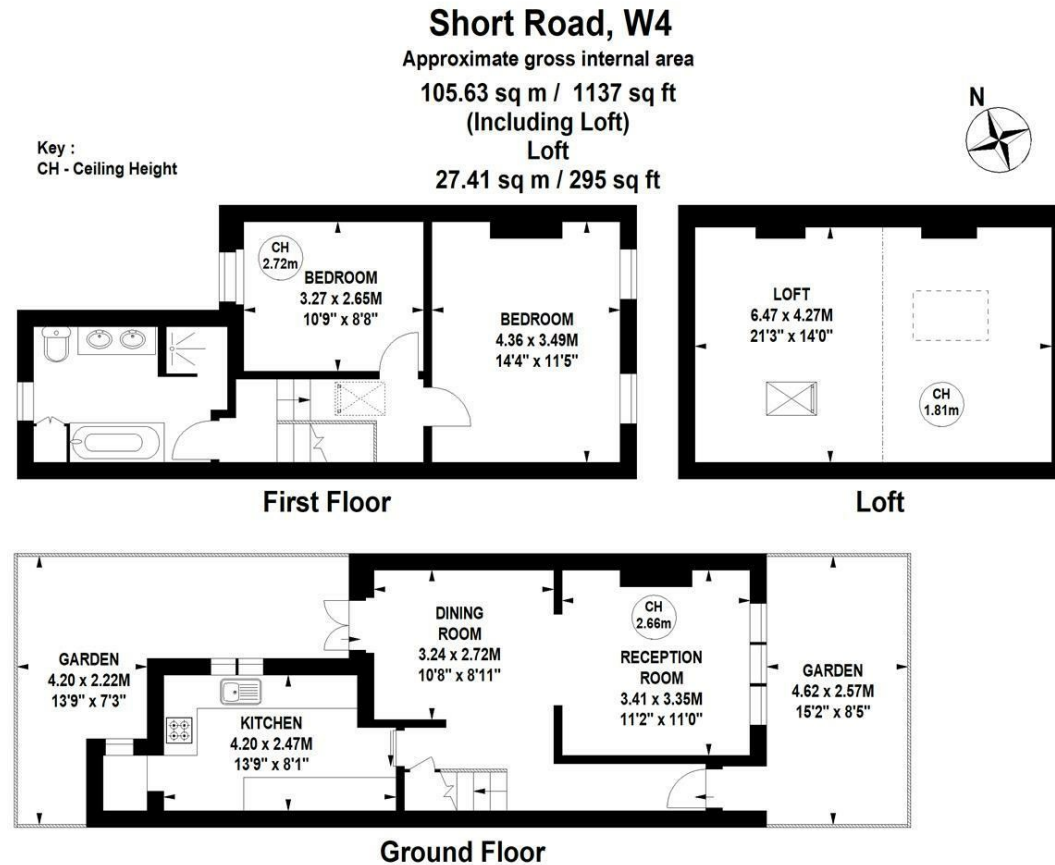 Short Road, W4
Approximate gross internal area
105.63 sq m / 1137 sq ft
(Including Loft)
Loft
27.41 sq m / 295 sq ft
Key :
CH - Ceiling Height
N
CH
2.72m
BEDROOM
3.27 x 2.65M
10'9" x 8'8"
BEDROOM
4.36 x 3.49M
14'4" x 11'5"
First Floor
LOFT
6.47 x 4.27M
21'3" x 14'0"
CH
1.81m
Loft
GARDEN
4.20 x 2.22M
13'9" x 7'3"
KITCHEN
4.20 x 2.47M
13'9" x 8'1"
DINING
ROOM
3.24 x 2.72M
10'8" x 8'11"
CH
2.66m
RECEPTION
ROOM
3.41 x 3.35M
11'2" x 11'0"
GARDEN
4.62 x 2.57M
15'2" x 8'5"
Ground Floor